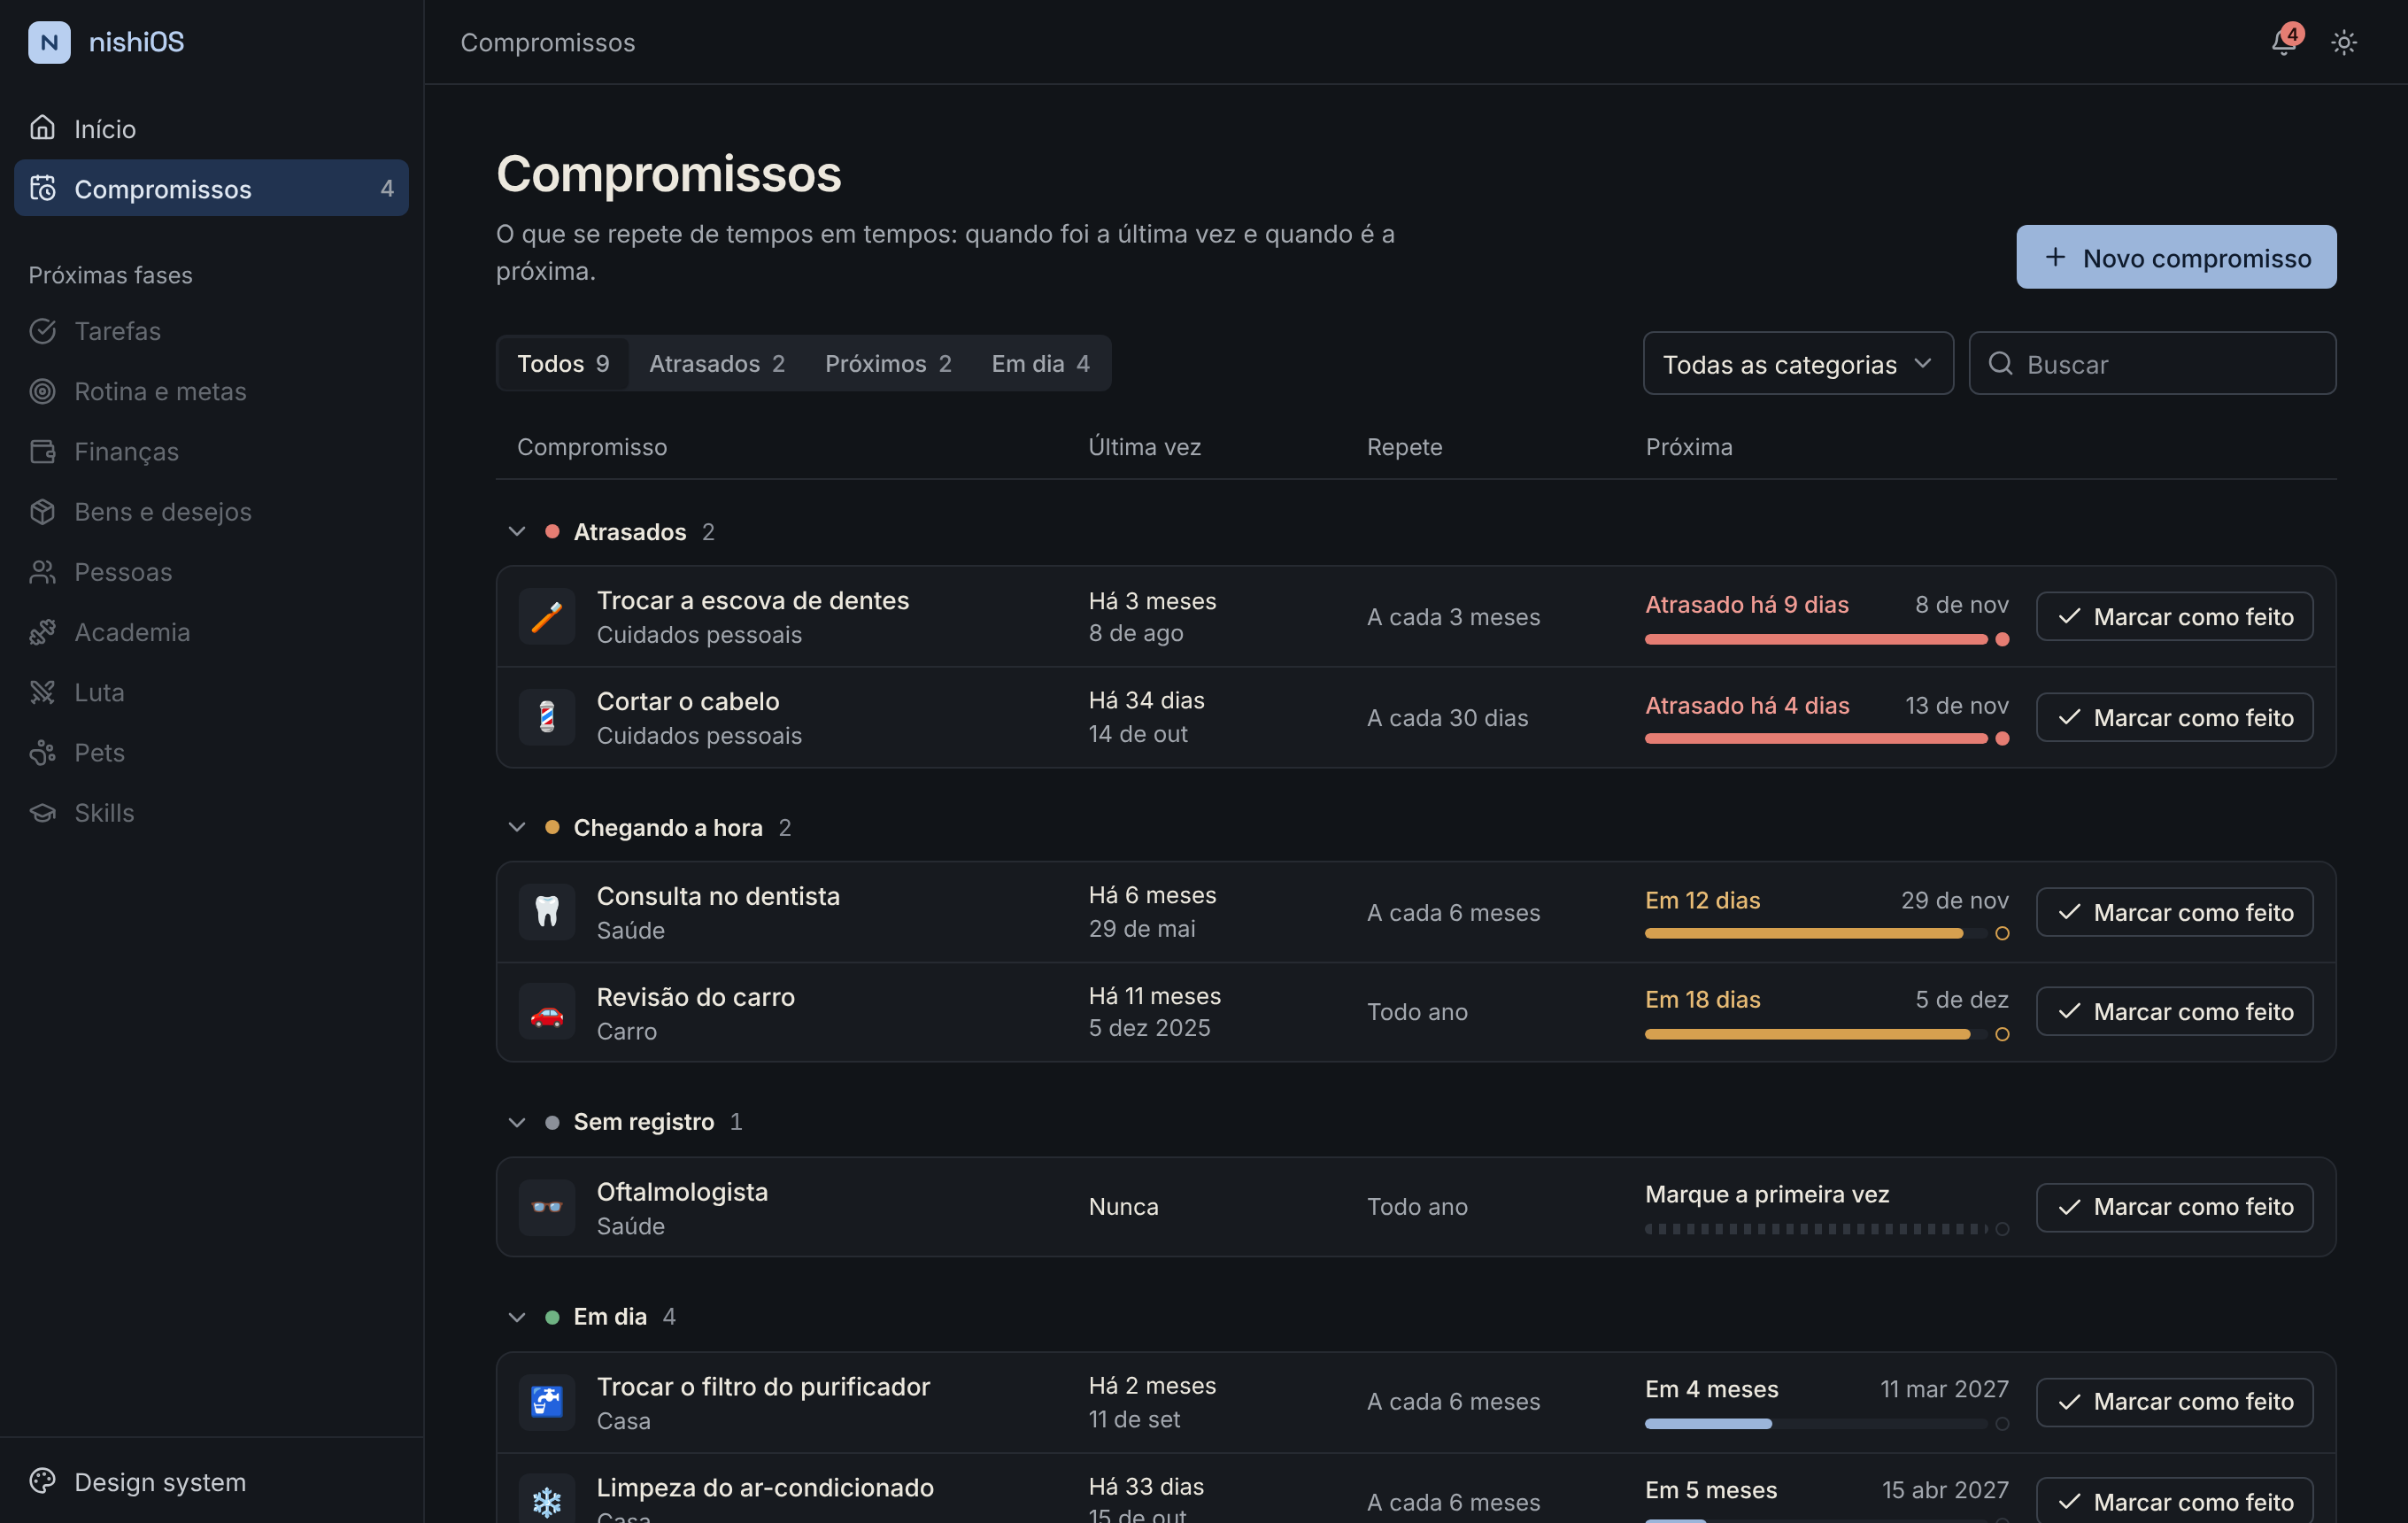 N nishiOS
Início
Compromissos 4
Próximas fases
Tarefas
Rotina e metas
Finanças
Bens e desejos
Pessoas
Academia
Luta
Pets
Skills
Design system
Compromissos
4
Compromissos
O que se repete de tempos em tempos: quando foi a última vez e quando é a
próxima.
+ Novo compromisso
Todos 9 Atrasados 2 Próximos 2 Em dia 4
Todas as categorias
Buscar
Compromisso Última vez Repete Próxima
Atrasados 2
Trocar a escova de dentes
Cuidados pessoais
Há 3 meses
8 de ago
A cada 3 meses
Atrasado há 9 dias 8 de nov
Marcar como feito
Cortar o cabelo
Cuidados pessoais
Há 34 dias
14 de out
A cada 30 dias
Atrasado há 4 dias 13 de nov
Marcar como feito
Chegando a hora 2
Consulta no dentista
Saúde
Há 6 meses
29 de mai
A cada 6 meses
Em 12 dias 29 de nov
Marcar como feito
Revisão do carro
Carro
Há 11 meses
5 dez 2025
Todo ano
Em 18 dias 5 de dez
Marcar como feito
Sem registro 1
Oftalmologista
Saúde
Nunca
Todo ano
Marque a primeira vez
Marcar como feito
Em dia 4
Trocar o filtro do purificador
Casa
Há 2 meses
11 de set
A cada 6 meses
Em 4 meses 11 mar 2027
Marcar como feito
Limpeza do ar-condicionado
Casa
Há 33 dias
15 de out
A cada 6 meses
Em 5 meses 15 abr 2027
Marcar como feito